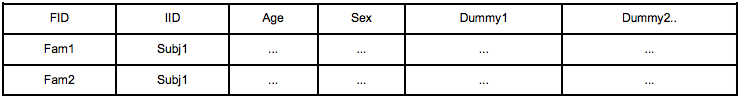 FID IID Age Sex Dummy1 Dummy2..
Fam1 Subj1 ... ... ... ...
Fam2 Subj1 ... ... ... ...